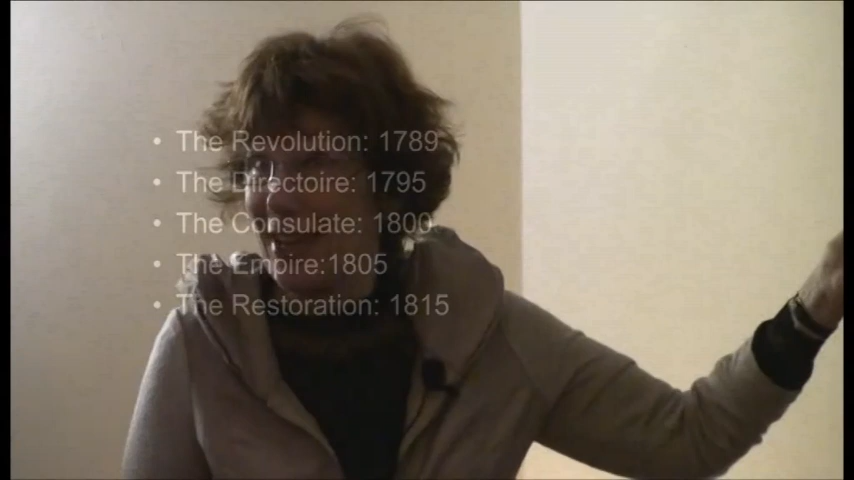 • The Revolution: 1789
• The Directoire: 1795
• The Consulate: 1800
• The Empire:1805
• The Restoration: 1815